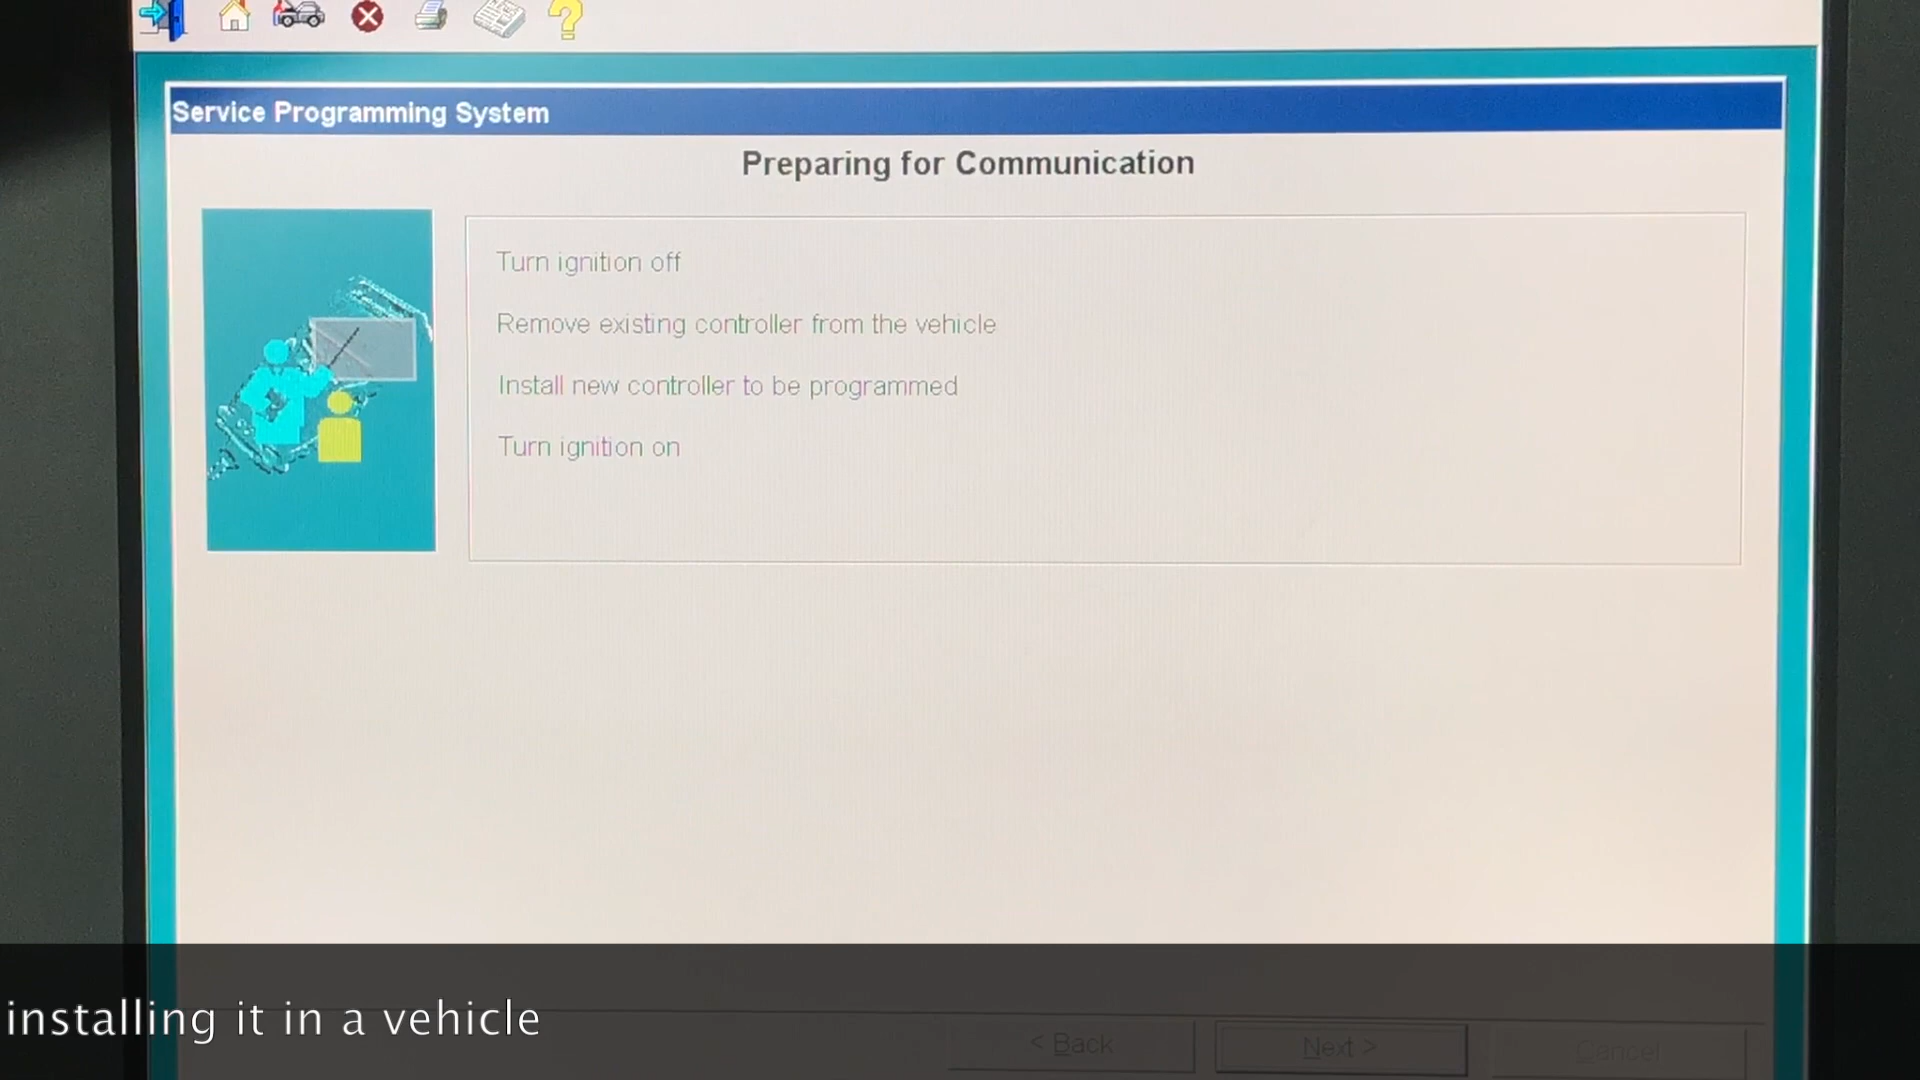 Service Programming System
Preparing for Communication
Turn ignition off
Remove existing controller from the vehicle
Install new controller to be programmed
Turn ignition on
installing it in a vehicle
< Back
Next >
Cancel